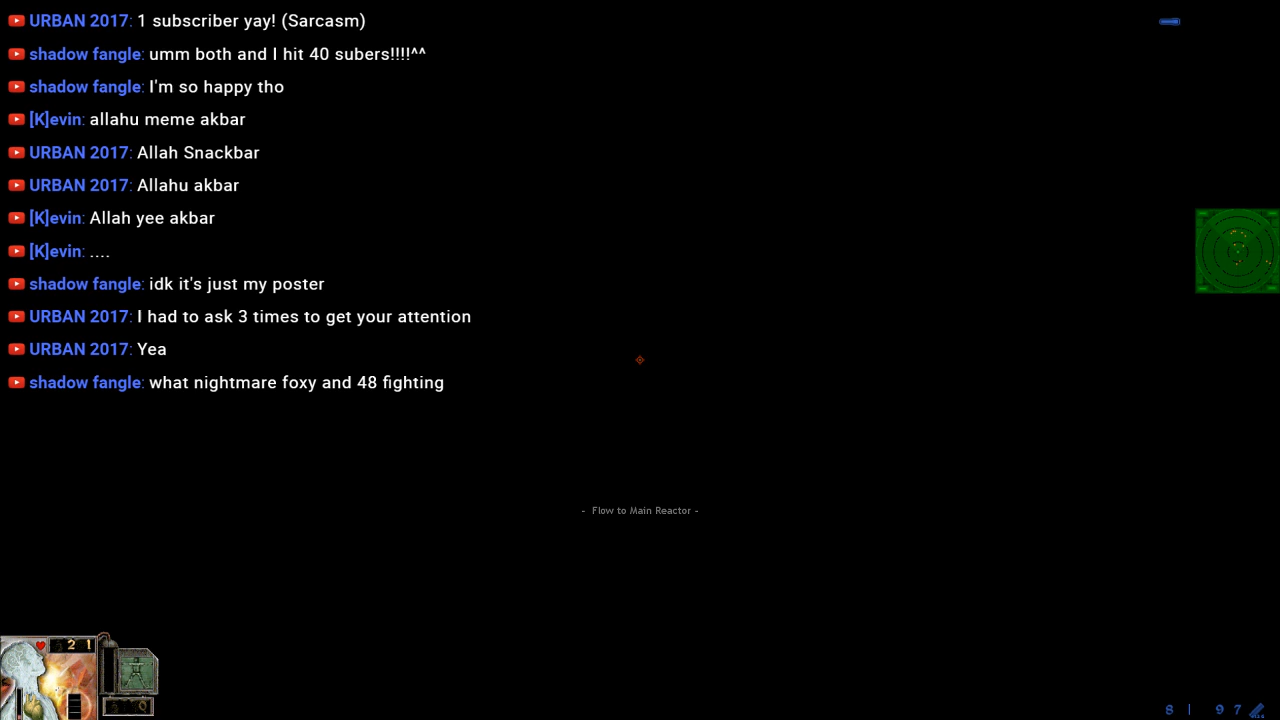 URBAN 2017: 1 subscriber yay! (Sarcasm)
shadow fangle: umm both and I hit 40 subers!!!!^^
shadow fangle: I'm so happy tho
[K]evin: allahu meme akbar
URBAN 2017: Allah Snackbar
URBAN 2017: Allahu akbar
[K]evin: Allah yee akbar
[K]evin: ....
shadow fangle: idk it's just my poster
URBAN 2017: I had to ask 3 times to get your attention
URBAN 2017: Yea
shadow fangle: what nightmare foxy and 48 fighting
- Flow to Main Reactor -
21
8 | 97